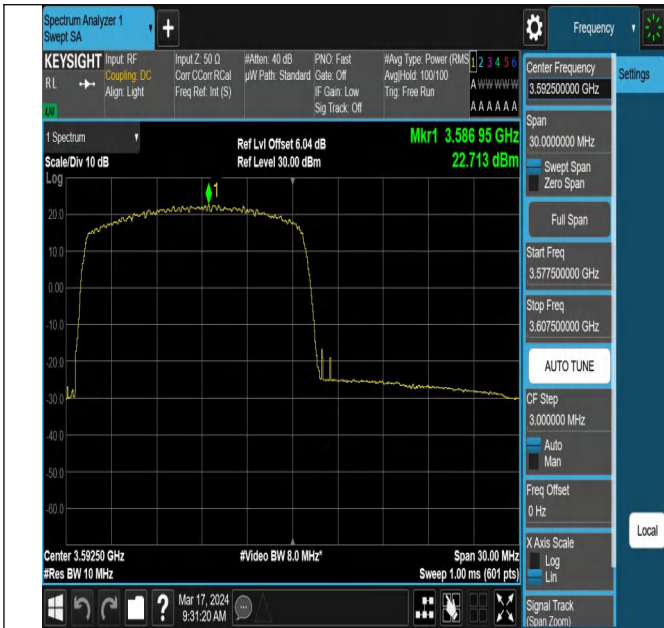 Spectrum Analyzer 1
Swept SA
+
Frequency
KEYSIGHT
RL
LXI
Input: RF
Coupling: DC
Align: Light
Input Z: 50 Ω
Corr CCorr RCal
Freq Ref: Int (S)
#Atten: 40 dB
µW Path: Standard
PNO: Fast
Gate: Off
IF Gain: Low
Sig Track: Off
#Avg Type: Power (RMS
Avg|Hold: 100/100
Trig: Free Run
1 2 3 4 5 6
A W W W W W
A A A A A A
1 Spectrum
Scale/Div 10 dB
Ref Lvl Offset 6.04 dB
Ref Level 30.00 dBm
Mkr1 3.586 95 GHz
22.713 dBm
Log
1
20.0
10.0
0.00
-10.0
-20.0
-30.0
-40.0
-50.0
-60.0
Center 3.59250 GHz
#Res BW 10 MHz
#Video BW 8.0 MHz*
Span 30.00 MHz
Sweep 1.00 ms (601 pts)
?
Mar 17, 2024
9:31:20 AM
Center Frequency
3.592500000 GHz
Span
30.0000000 MHz
Swept Span
Zero Span
Full Span
Start Freq
3.577500000 GHz
Stop Freq
3.607500000 GHz
AUTO TUNE
CF Step
3.000000 MHz
Auto
Man
Freq Offset
0 Hz
X Axis Scale
Log
Lin
Signal Track
(Span Zoom)
Settings
Local